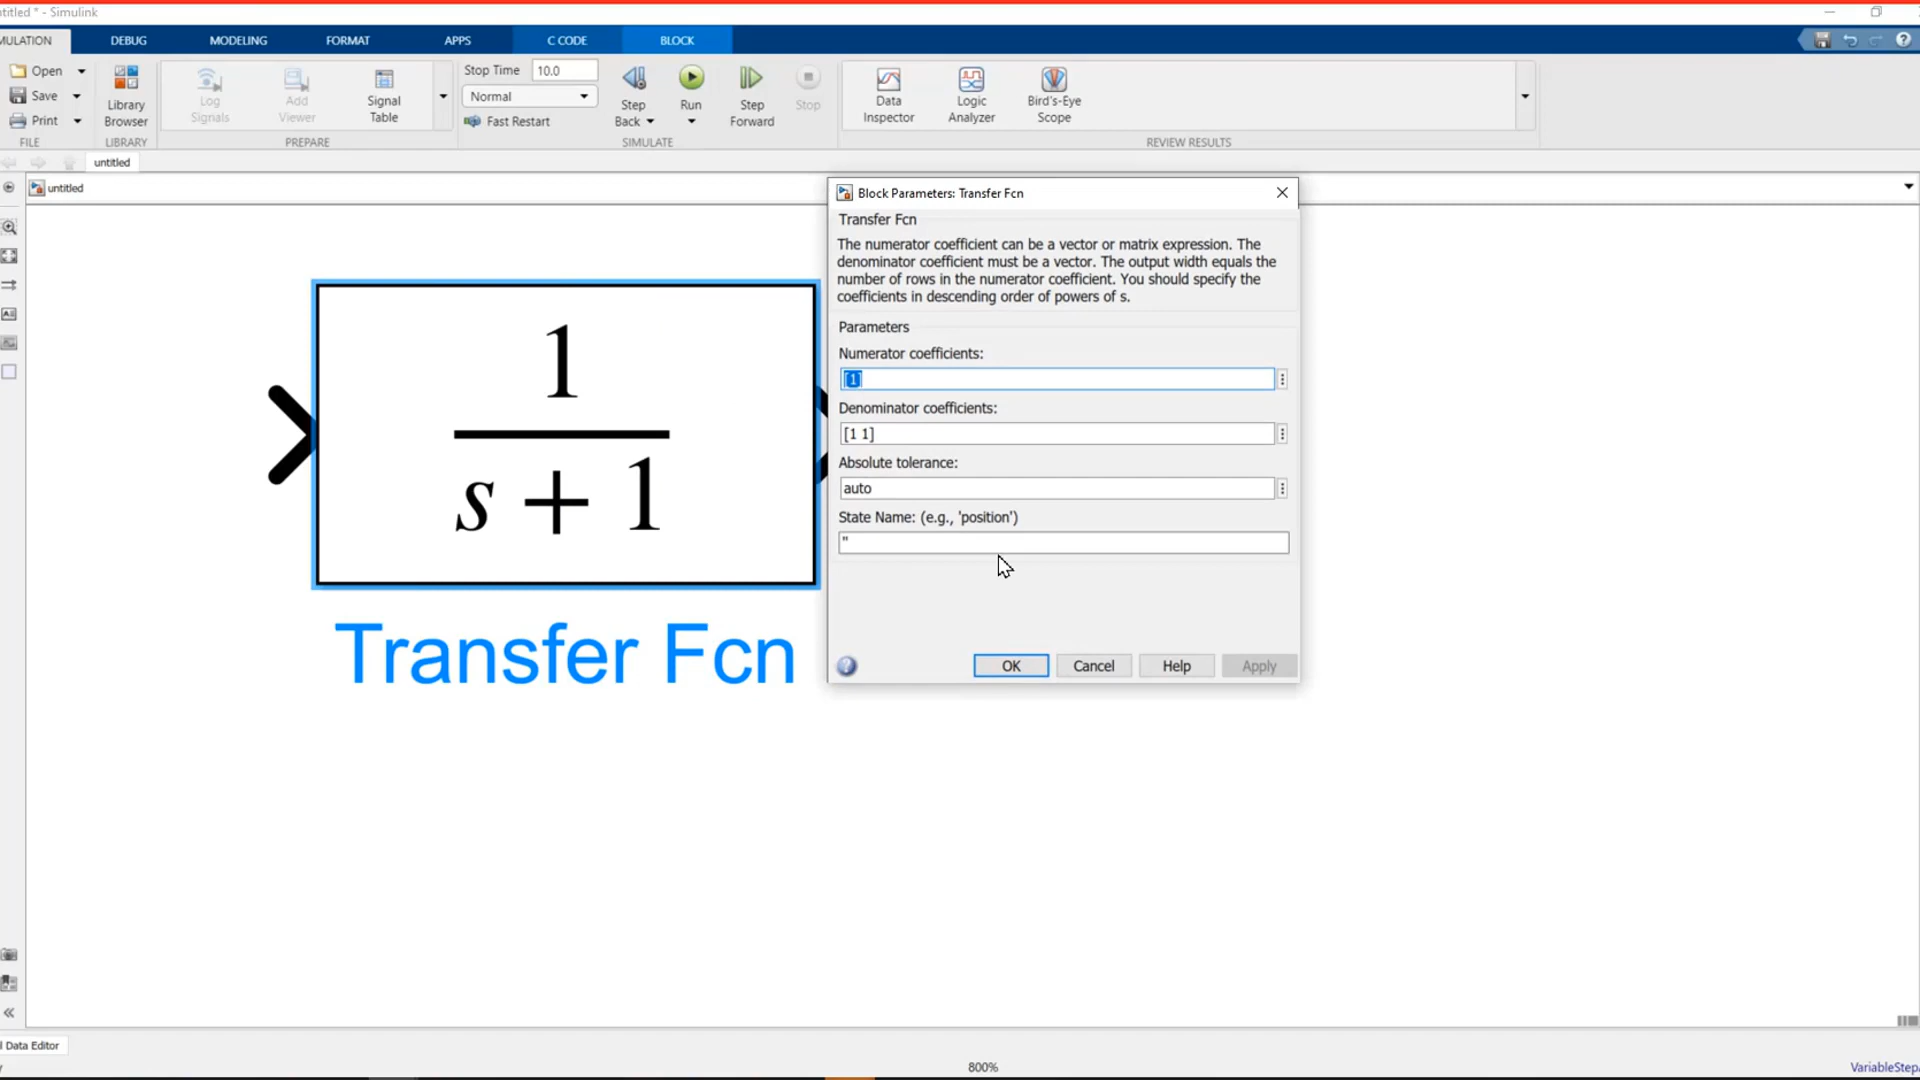 ntitled * - Simulink
MULATION DEBUG MODELING FORMAT APPS C CODE BLOCK
Open Save Print
FILE
Library Browser
LIBRARY
Log Signals Add Viewer Signal Table
PREPARE
Stop Time 10.0
Normal
Fast Restart
Step Back Run Step Forward Stop
SIMULATE
Data Inspector Logic Analyzer Bird's-Eye Scope
REVIEW RESULTS
untitled
untitled
1
s + 1
Transfer Fcn
Block Parameters: Transfer Fcn
Transfer Fcn
The numerator coefficient can be a vector or matrix expression. The
denominator coefficient must be a vector. The output width equals the
number of rows in the numerator coefficient. You should specify the
coefficients in descending order of powers of s.
Parameters
Numerator coefficients:
[1]
Denominator coefficients:
[1 1]
Absolute tolerance:
auto
State Name: (e.g., 'position')
''
OK Cancel Help Apply
l Data Editor
800%
VariableStep